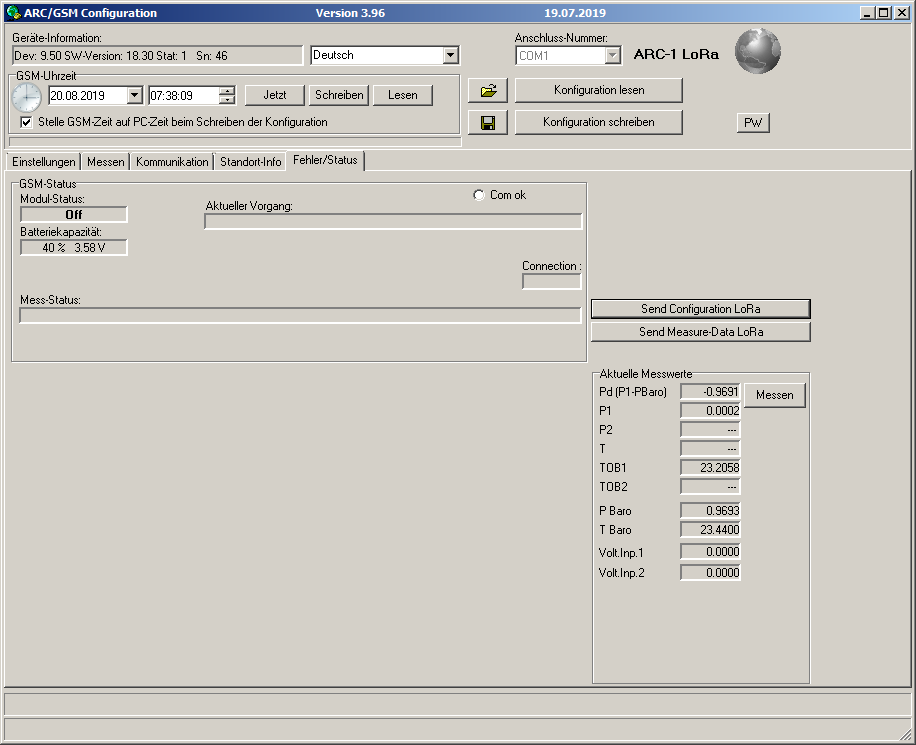 ARC/GSM Configuration Version 3.96 19.07.2019
Geräte-Information:
Dev: 9.50 SW-Version: 18.30 Stat: 1 Sn: 46
Deutsch
Anschluss-Nummer:
COM1
ARC-1 LoRa
GSM-Uhrzeit
20.08.2019 07:38:09 Jetzt Schreiben Lesen
Stelle GSM-Zeit auf PC-Zeit beim Schreiben der Konfiguration
Konfiguration lesen
Konfiguration schreiben
PW
Einstellungen Messen Kommunikation Standort-Info Fehler/Status
GSM-Status
Modul-Status:
Off
Batteriekapazität:
40 % 3.58 V
Aktueller Vorgang:
Com ok
Connection :
Mess-Status:
Send Configuration LoRa
Send Measure-Data LoRa
Aktuelle Messwerte
Pd (P1-PBaro) -0.9691 Messen
P1 0.0002
P2 ---
T ---
TOB1 23.2058
TOB2 ---
P Baro 0.9693
T Baro 23.4400
Volt.Inp.1 0.0000
Volt.Inp.2 0.0000